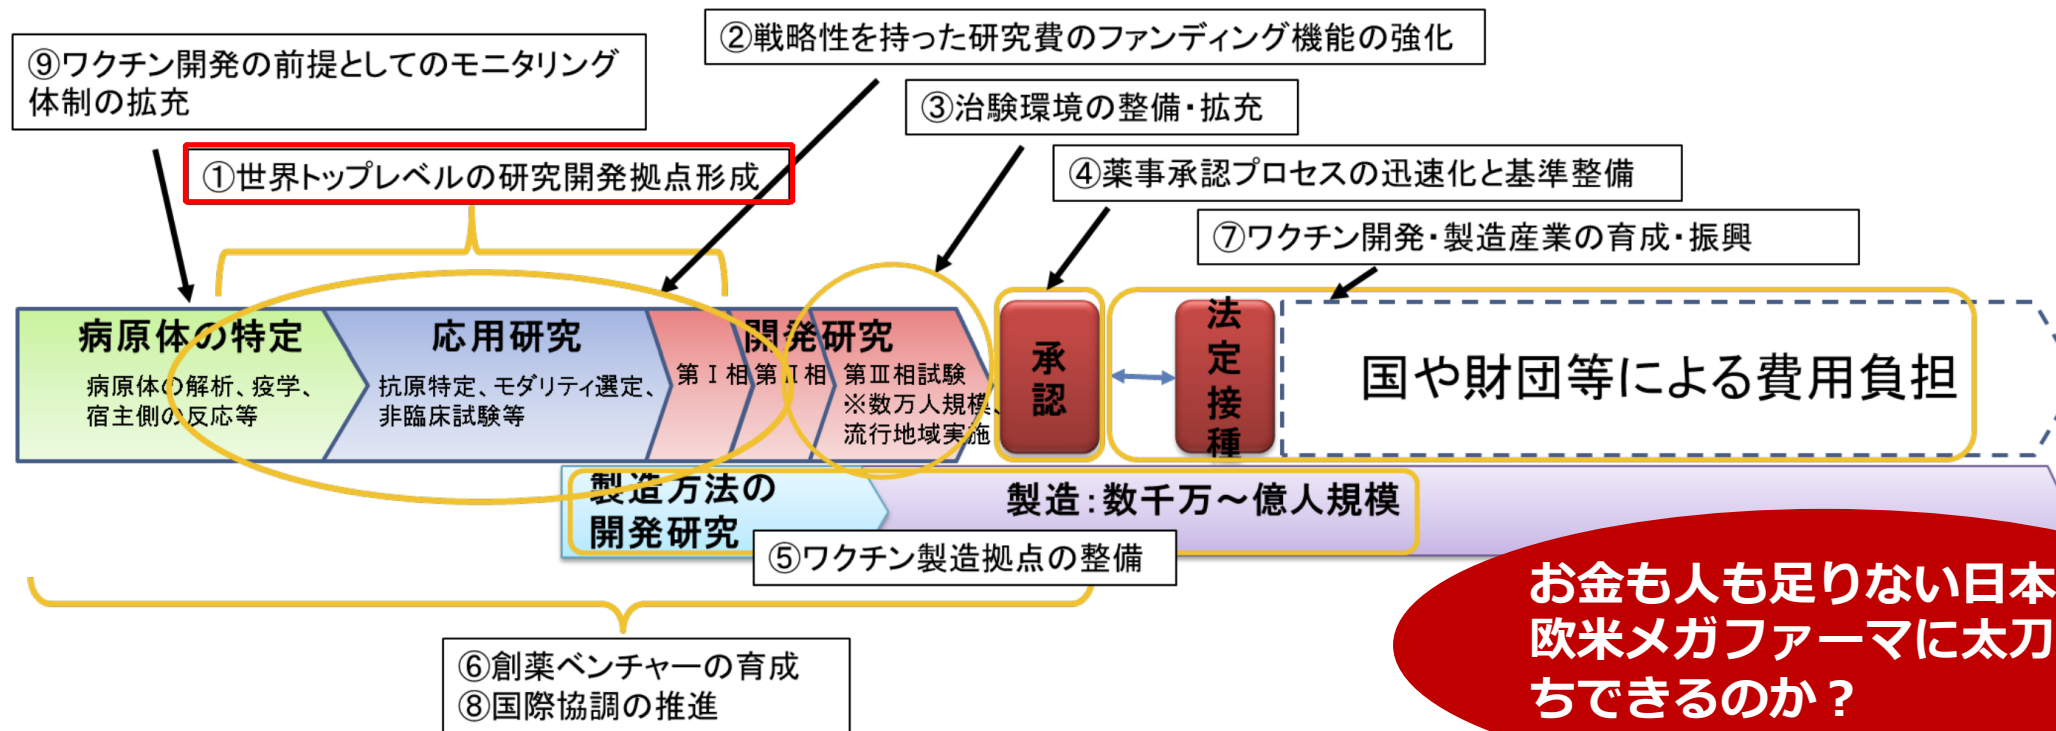 ②戦略性を持った研究費のファンディング機能の強化
⑨ワクチン開発の前提としてのモニタリング
体制の拡充
③治験環境の整備・拡充
①世界トップレベルの研究開発拠点形成
④薬事承認プロセスの迅速化と基準整備
⑦ワクチン開発・製造産業の育成・振興
病原体の特定
病原体の解析、疫学、
宿主側の反応等
応用研究
抗原特定、モダリティ選定、
非臨床試験等
開発研究
第Ⅰ相
第Ⅱ相
第Ⅲ相試験
※数万人規模、
流行地域実施
承認
法定接種
国や財団等による費用負担
製造方法の
開発研究
製造:数千万~億人規模
⑤ワクチン製造拠点の整備
⑥創薬ベンチャーの育成
⑧国際協調の推進
お金も人も足りない日本
欧米メガファーマに太刀
ちできるのか？